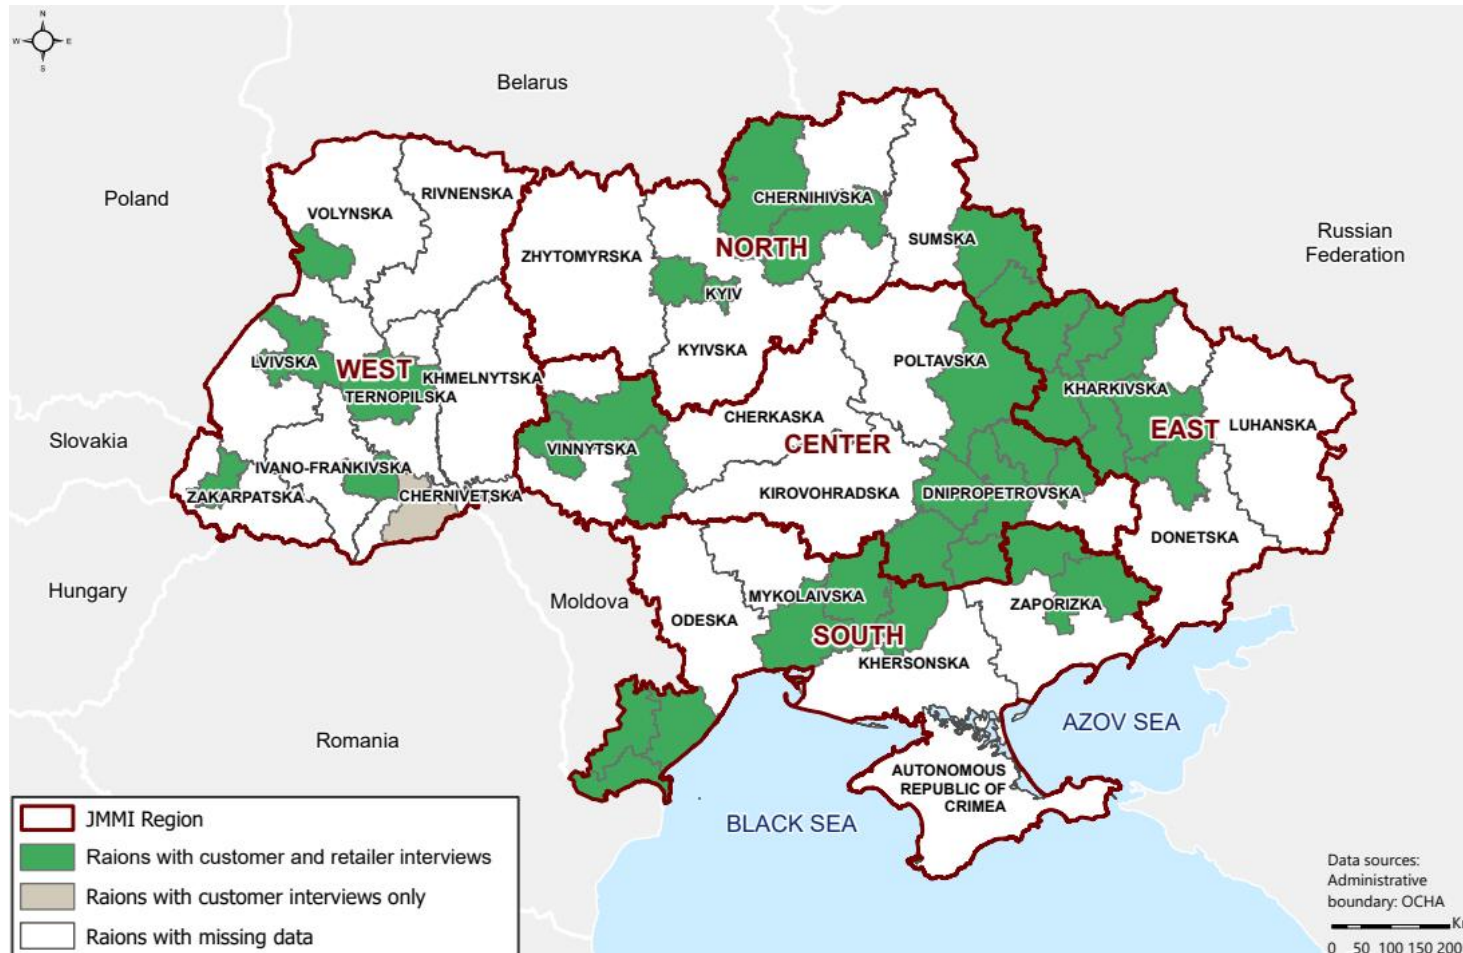 N
W
E
S
Belarus
Poland
Russian
Federation
Slovakia
Hungary
Romania
Moldova
VOLYNSKA
RIVNENSKA
ZHYTOMYRSKA
CHERNIHIVSKA
NORTH
SUMSKA
KYIV
KYIVSKA
LVIVSKA
WEST
TERNOPILSKA
KHMELNYTSKA
IVANO-FRANKIVSKA
ZAKARPATSKA
CHERNIVETSKA
VINNYTSKA
CHERKASKA
CENTER
POLTAVSKA
KIROVOHRADSKA
DNIPROPETROVSKA
KHARKIVSKA
EAST
LUHANSKA
DONETSKA
ODESKA
MYKOLAIVSKA
SOUTH
KHERSONSKA
ZAPORIZKA
AUTONOMOUS
REPUBLIC OF
CRIMEA
AZOV SEA
BLACK SEA
JMMI Region
Raions with customer and retailer interviews
Raions with customer interviews only
Raions with missing data
Data sources:
Administrative
boundary: OCHA
0 50 100 150 200